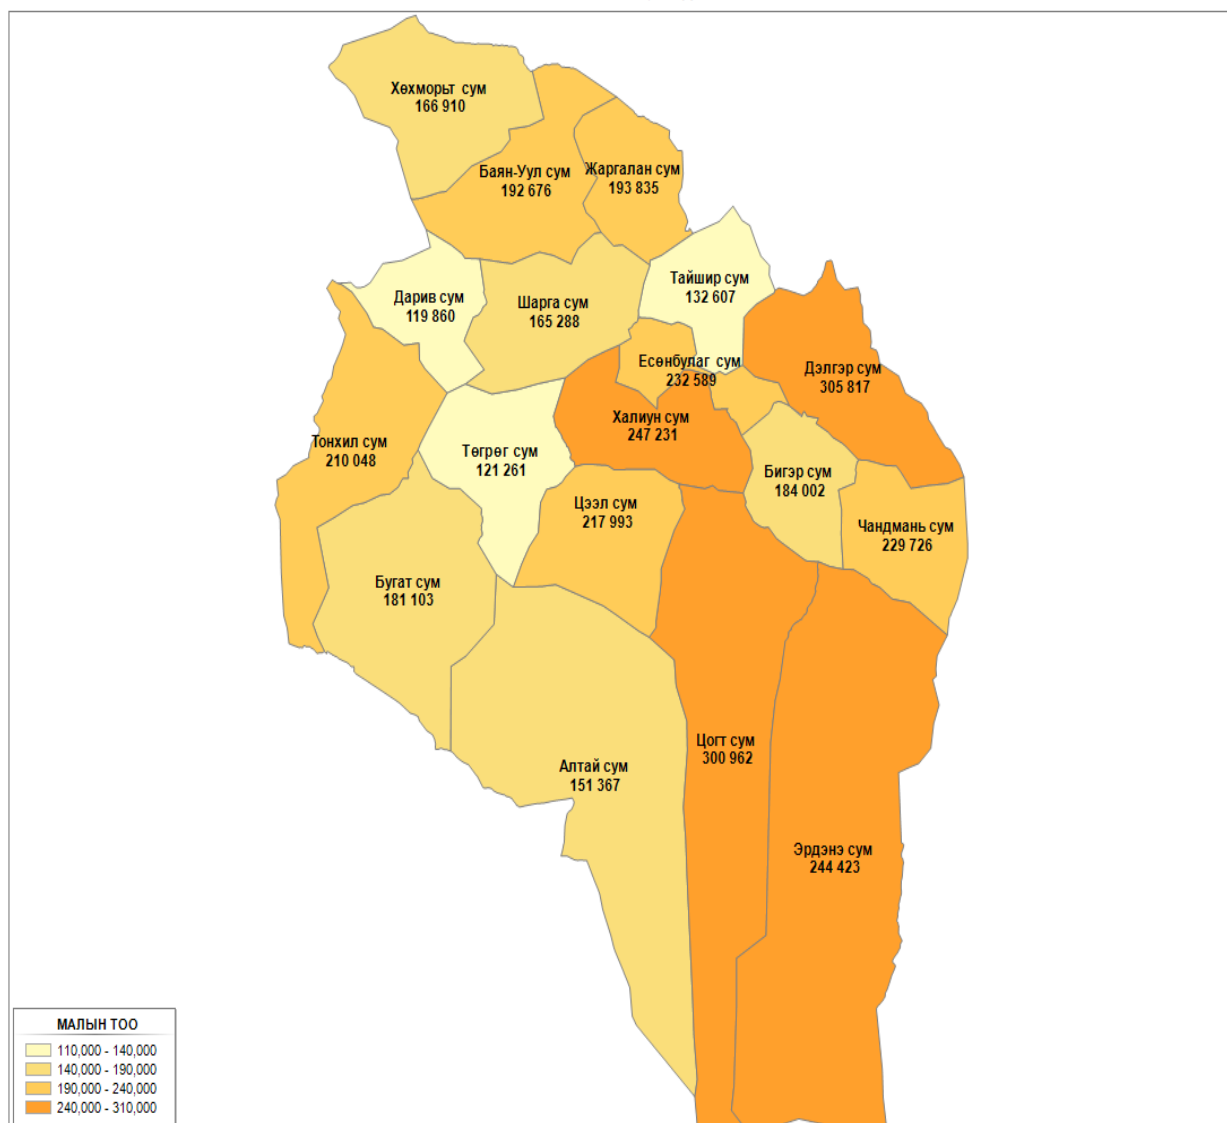 Хөхморьт сум
166 910
Баян-Уул сум
192 676
Жаргалан сум
193 835
Тайшир сум
132 607
Дарив сум
119 860
Шарга сум
165 288
Есөнбулаг сум
232 589
Дэлгэр сум
305 817
Халиун сум
247 231
Тонхил сум
210 048
Төгрөг сум
121 261
Бигэр сум
184 002
Цээл сум
217 993
Чандмань сум
229 726
Бугат сум
181 103
Цогт сум
300 962
Алтай сум
151 367
Эрдэнэ сум
244 423
МАЛЫН ТОО
110,000 - 140,000
140,000 - 190,000
190,000 - 240,000
240,000 - 310,000